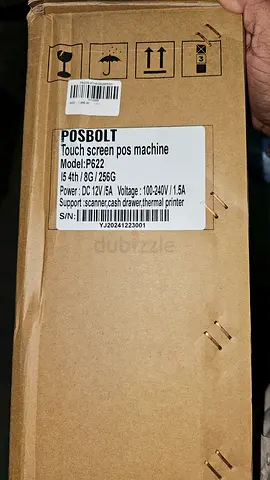 3
POSBOLT
Touch screen pos machine
Model:P622
I5 4th / 8G / 256G
Power : DC 12V /5A Voltage : 100-240V / 1.5A
Support :scanner,cash drawer,thermal printer
S/N:
YJ20241223001
dubizzle